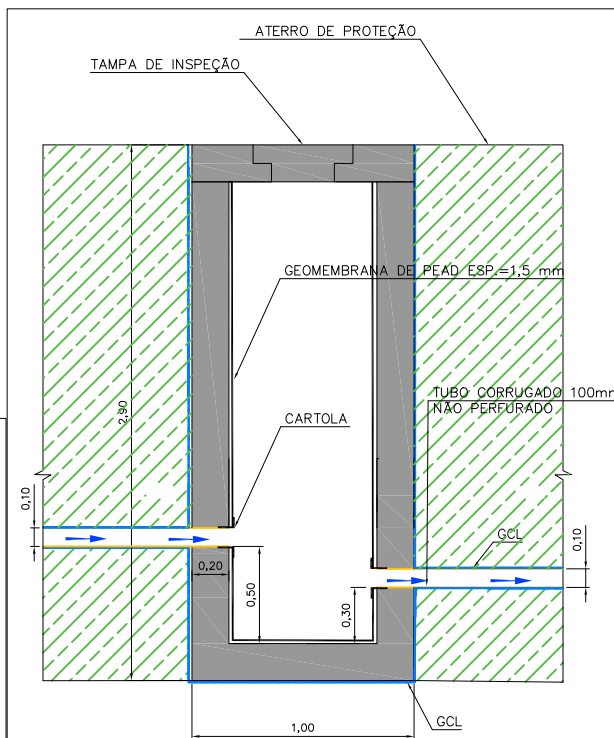 ATERRO DE PROTEÇÃO
TAMPA DE INSPEÇÃO
GEOMEMBRANA DE PEAD ESP.=1,5 mm
TUBO CORRUGADO 100mm
NÃO PERFURADO
2,90
CARTOLA
0,10
GCL
0,10
0,20
0,50
0,30
GCL
1,00